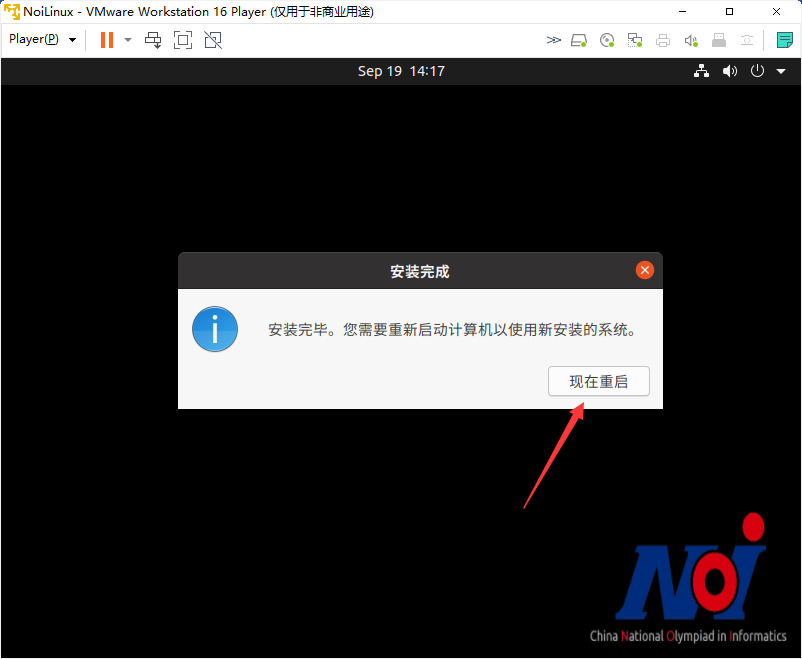 NoiLinux - VMware Workstation 16 Player (仅用于非商业用途)
Player(P)
Sep 19 14:17
安装完成
安装完毕。您需要重新启动计算机以使用新安装的系统。
现在重启
NOi
China National Olympiad in Informatics